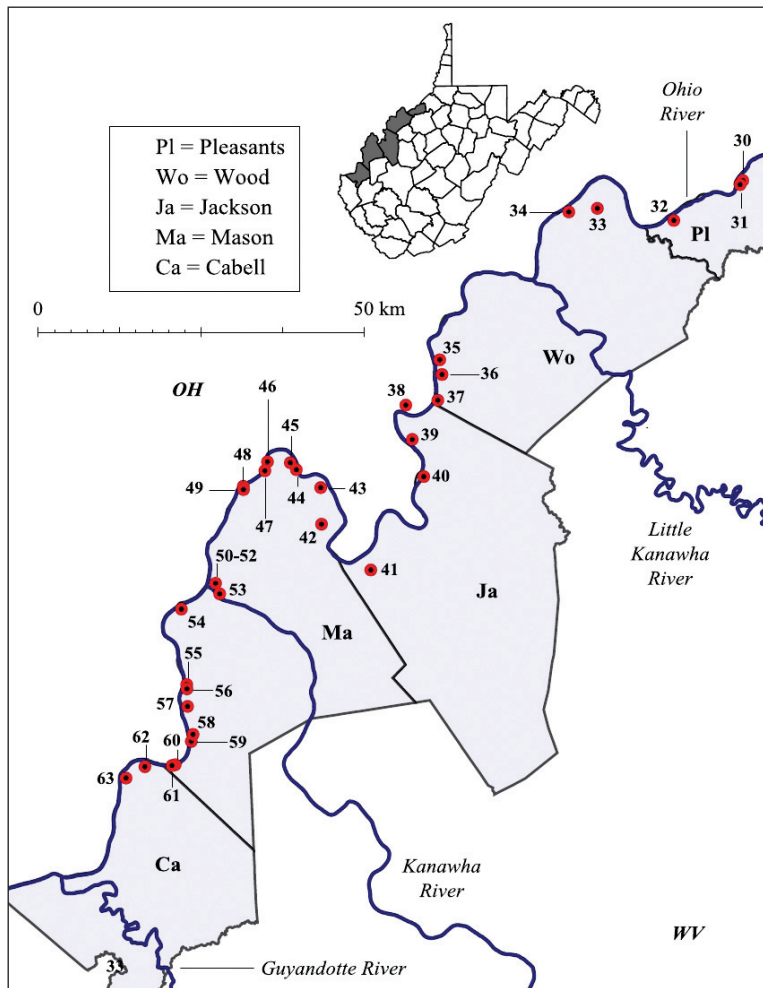 Pl = Pleasants
Wo = Wood
Ja = Jackson
Ma = Mason
Ca = Cabell
Ohio
River
30
31
32
33
34
Pl
0
50 km
35
36
37
38
39
40
Wo
OH
46
45
48
49
47
44
43
42
41
Little
Kanawha
River
50-52
53
54
Ja
Ma
55
56
57
58
59
60
61
62
63
Ca
Kanawha
River
WV
33
Guyandotte River